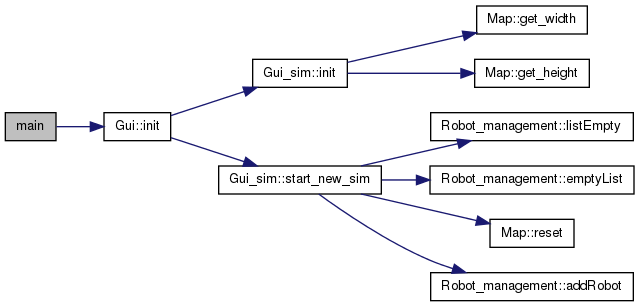 Map::get_width
Gui_sim::init
Map::get_height
main
Gui::init
Robot_management::listEmpty
Gui_sim::start_new_sim
Robot_management::emptyList
Map::reset
Robot_management::addRobot